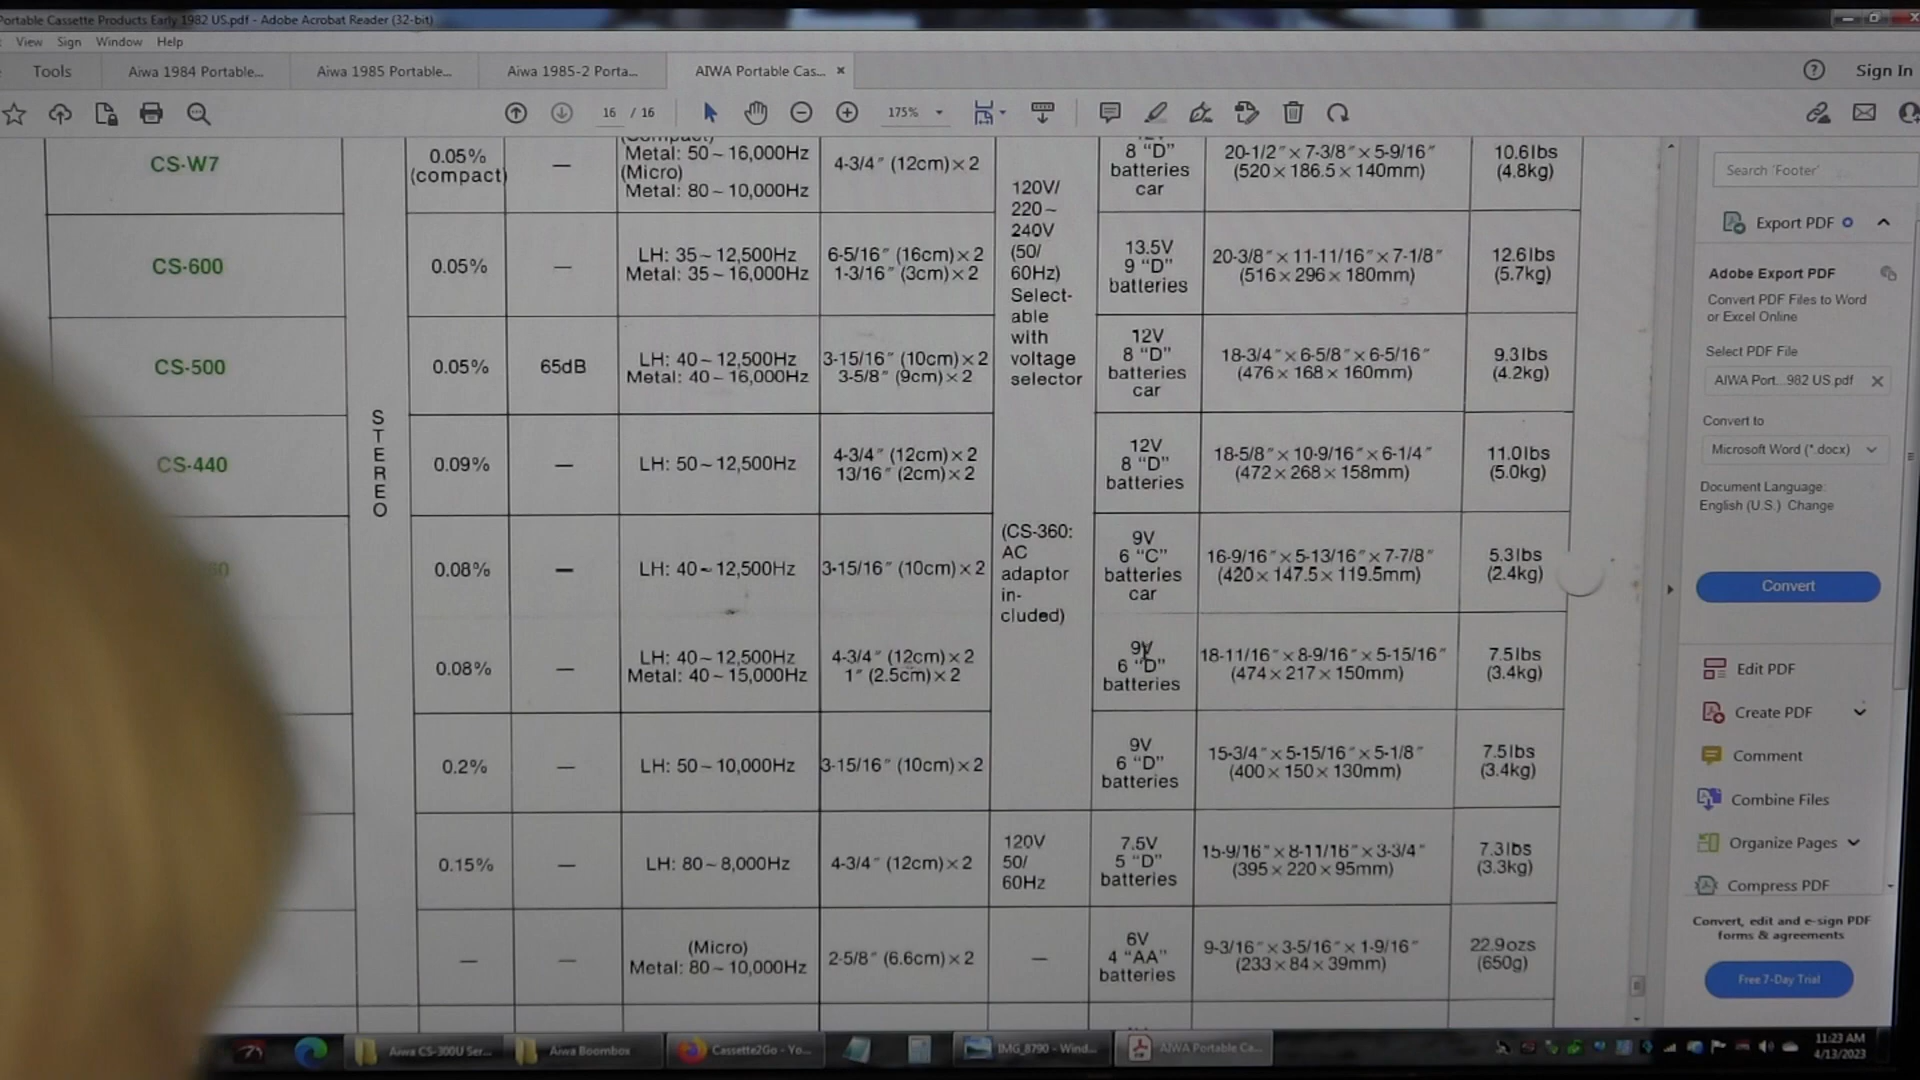 Portable Cassette Products Early 1982 US.pdf - Adobe Acrobat Reader (32-bit)
View Sign Window Help
Tools Aiwa 1984 Portable... Aiwa 1985 Portable... Aiwa 1985-2 Porta... AIWA Portable Cas... × Sign In
16 / 16 175%
CS-W7
0.05%
(compact)
—
(Compact)
Metal: 50~16,000Hz
(Micro)
Metal: 80~10,000Hz
4-3/4″ (12cm)×2
8 “D”
batteries
car
20-1/2″×7-3/8″×5-9/16″
(520×186.5×140mm)
10.6lbs
(4.8kg)
120V/
220~
240V
(50/
60Hz)
Select-
able
with
voltage
selector
CS-600
0.05%
—
LH: 35~12,500Hz
Metal: 35~16,000Hz
6-5/16″ (16cm)×2
1-3/16″ (3cm)×2
13.5V
9 “D”
batteries
20-3/8″×11-11/16″×7-1/8″
(516×296×180mm)
12.6lbs
(5.7kg)
CS-500
0.05%
65dB
LH: 40~12,500Hz
Metal: 40~16,000Hz
3-15/16″ (10cm)×2
3-5/8″ (9cm)×2
12V
8 “D”
batteries
car
18-3/4″×6-5/8″×6-5/16″
(476×168×160mm)
9.3lbs
(4.2kg)
STEREO
CS-440
0.09%
—
LH: 50~12,500Hz
4-3/4″ (12cm)×2
13/16″ (2cm)×2
12V
8 “D”
batteries
18-5/8″×10-9/16″×6-1/4″
(472×268×158mm)
11.0lbs
(5.0kg)
0.08%
—
LH: 40~12,500Hz
3-15/16″ (10cm)×2
(CS-360:
AC
adaptor
in-
cluded)
9V
6 “C”
batteries
car
16-9/16″×5-13/16″×7-7/8″
(420×147.5×119.5mm)
5.3lbs
(2.4kg)
0.08%
—
LH: 40~12,500Hz
Metal: 40~15,000Hz
4-3/4″ (12cm)×2
1″ (2.5cm)×2
9V
6 “D”
batteries
18-11/16″×8-9/16″×5-15/16″
(474×217×150mm)
7.5lbs
(3.4kg)
0.2%
—
LH: 50~10,000Hz
3-15/16″ (10cm)×2
9V
6 “D”
batteries
15-3/4″×5-15/16″×5-1/8″
(400×150×130mm)
7.5lbs
(3.4kg)
0.15%
—
LH: 80~8,000Hz
4-3/4″ (12cm)×2
120V
50/
60Hz
7.5V
5 “D”
batteries
15-9/16″×8-11/16″×3-3/4″
(395×220×95mm)
7.3lbs
(3.3kg)
—
—
(Micro)
Metal: 80~10,000Hz
2-5/8″ (6.6cm)×2
—
6V
4 “AA”
batteries
9-3/16″×3-5/16″×1-9/16″
(233×84×39mm)
22.9ozs
(650g)
Search 'Footer'
Export PDF
Adobe Export PDF
Convert PDF Files to Word
or Excel Online
Select PDF File
AIWA Port...982 US.pdf ×
Convert to
Microsoft Word (*.docx)
Document Language:
English (U.S.) Change
Convert
Edit PDF
Create PDF
Comment
Combine Files
Organize Pages
Compress PDF
Convert, edit and e-sign PDF
forms & agreements
Free 7-Day Trial
Aiwa CS-300U Ser... Aiwa Boombox Cassette2Go - Yo... IMG_8790 - Wind... AIWA Portable Ca...
11:23 AM
4/13/2023